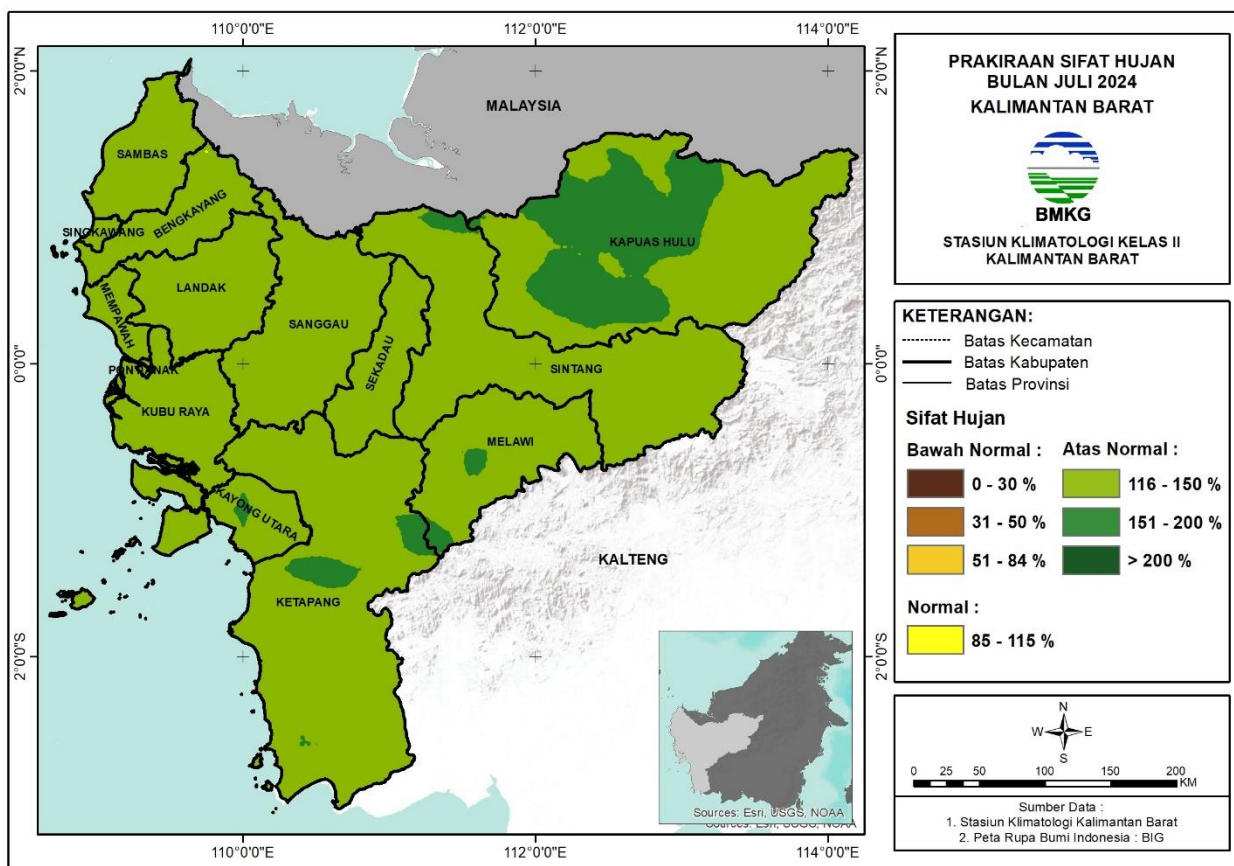 110°0'0"E
112°0'0"E
114°0'0"E
2°0'0"N
0°0'0"
2°0'0"S
2°0'0"N
0°0'0"
2°0'0"S
110°0'0"E
112°0'0"E
114°0'0"E
MALAYSIA
SAMBAS
SINGKAWANG
BENGKAYANG
KAPUAS HULU
LANDAK
MEMPAWAH
SANGGAU
SEKADAU
SINTANG
PONTIANAK
KUBU RAYA
MELAWI
KAYONG UTARA
KALTENG
KETAPANG
Sources: Esri, USGS, NOAA
Sources: Esri, USGS, NOAA
PRAKIRAAN SIFAT HUJAN
BULAN JULI 2024
KALIMANTAN BARAT
BMKG
STASIUN KLIMATOLOGI KELAS II
KALIMANTAN BARAT
KETERANGAN:
Batas Kecamatan
Batas Kabupaten
Batas Provinsi
Sifat Hujan
Bawah Normal :
0 - 30 %
31 - 50 %
51 - 84 %
Atas Normal :
116 - 150 %
151 - 200 %
> 200 %
Normal :
85 - 115 %
N
W E
S
0 25 50 100 150 200
KM
Sumber Data :
1. Stasiun Klimatologi Kalimantan Barat
2. Peta Rupa Bumi Indonesia : BIG